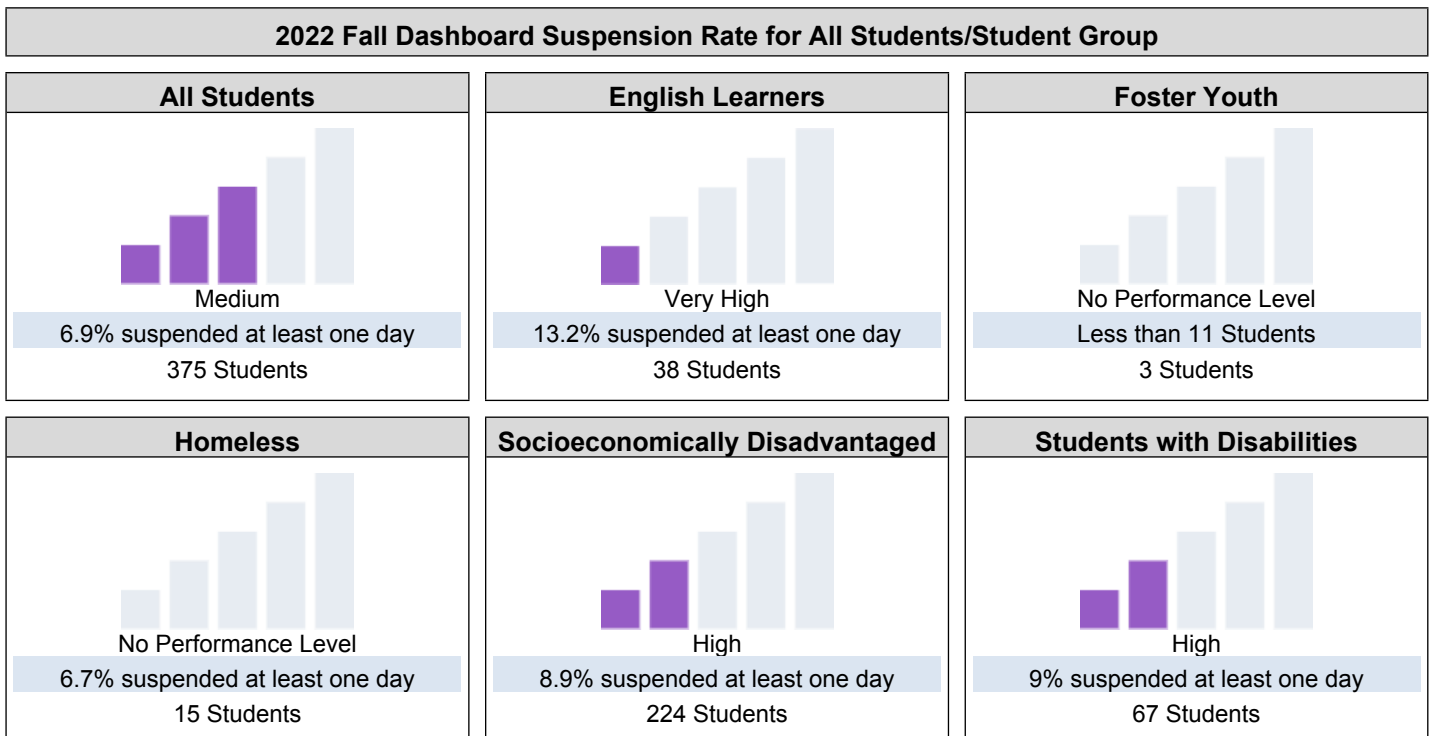 2022 Fall Dashboard Suspension Rate for All Students/Student Group
All Students
Medium
6.9% suspended at least one day
375 Students
English Learners
Very High
13.2% suspended at least one day
38 Students
Foster Youth
No Performance Level
Less than 11 Students
3 Students
Homeless
No Performance Level
6.7% suspended at least one day
15 Students
Socioeconomically Disadvantaged
High
8.9% suspended at least one day
224 Students
Students with Disabilities
High
9% suspended at least one day
67 Students